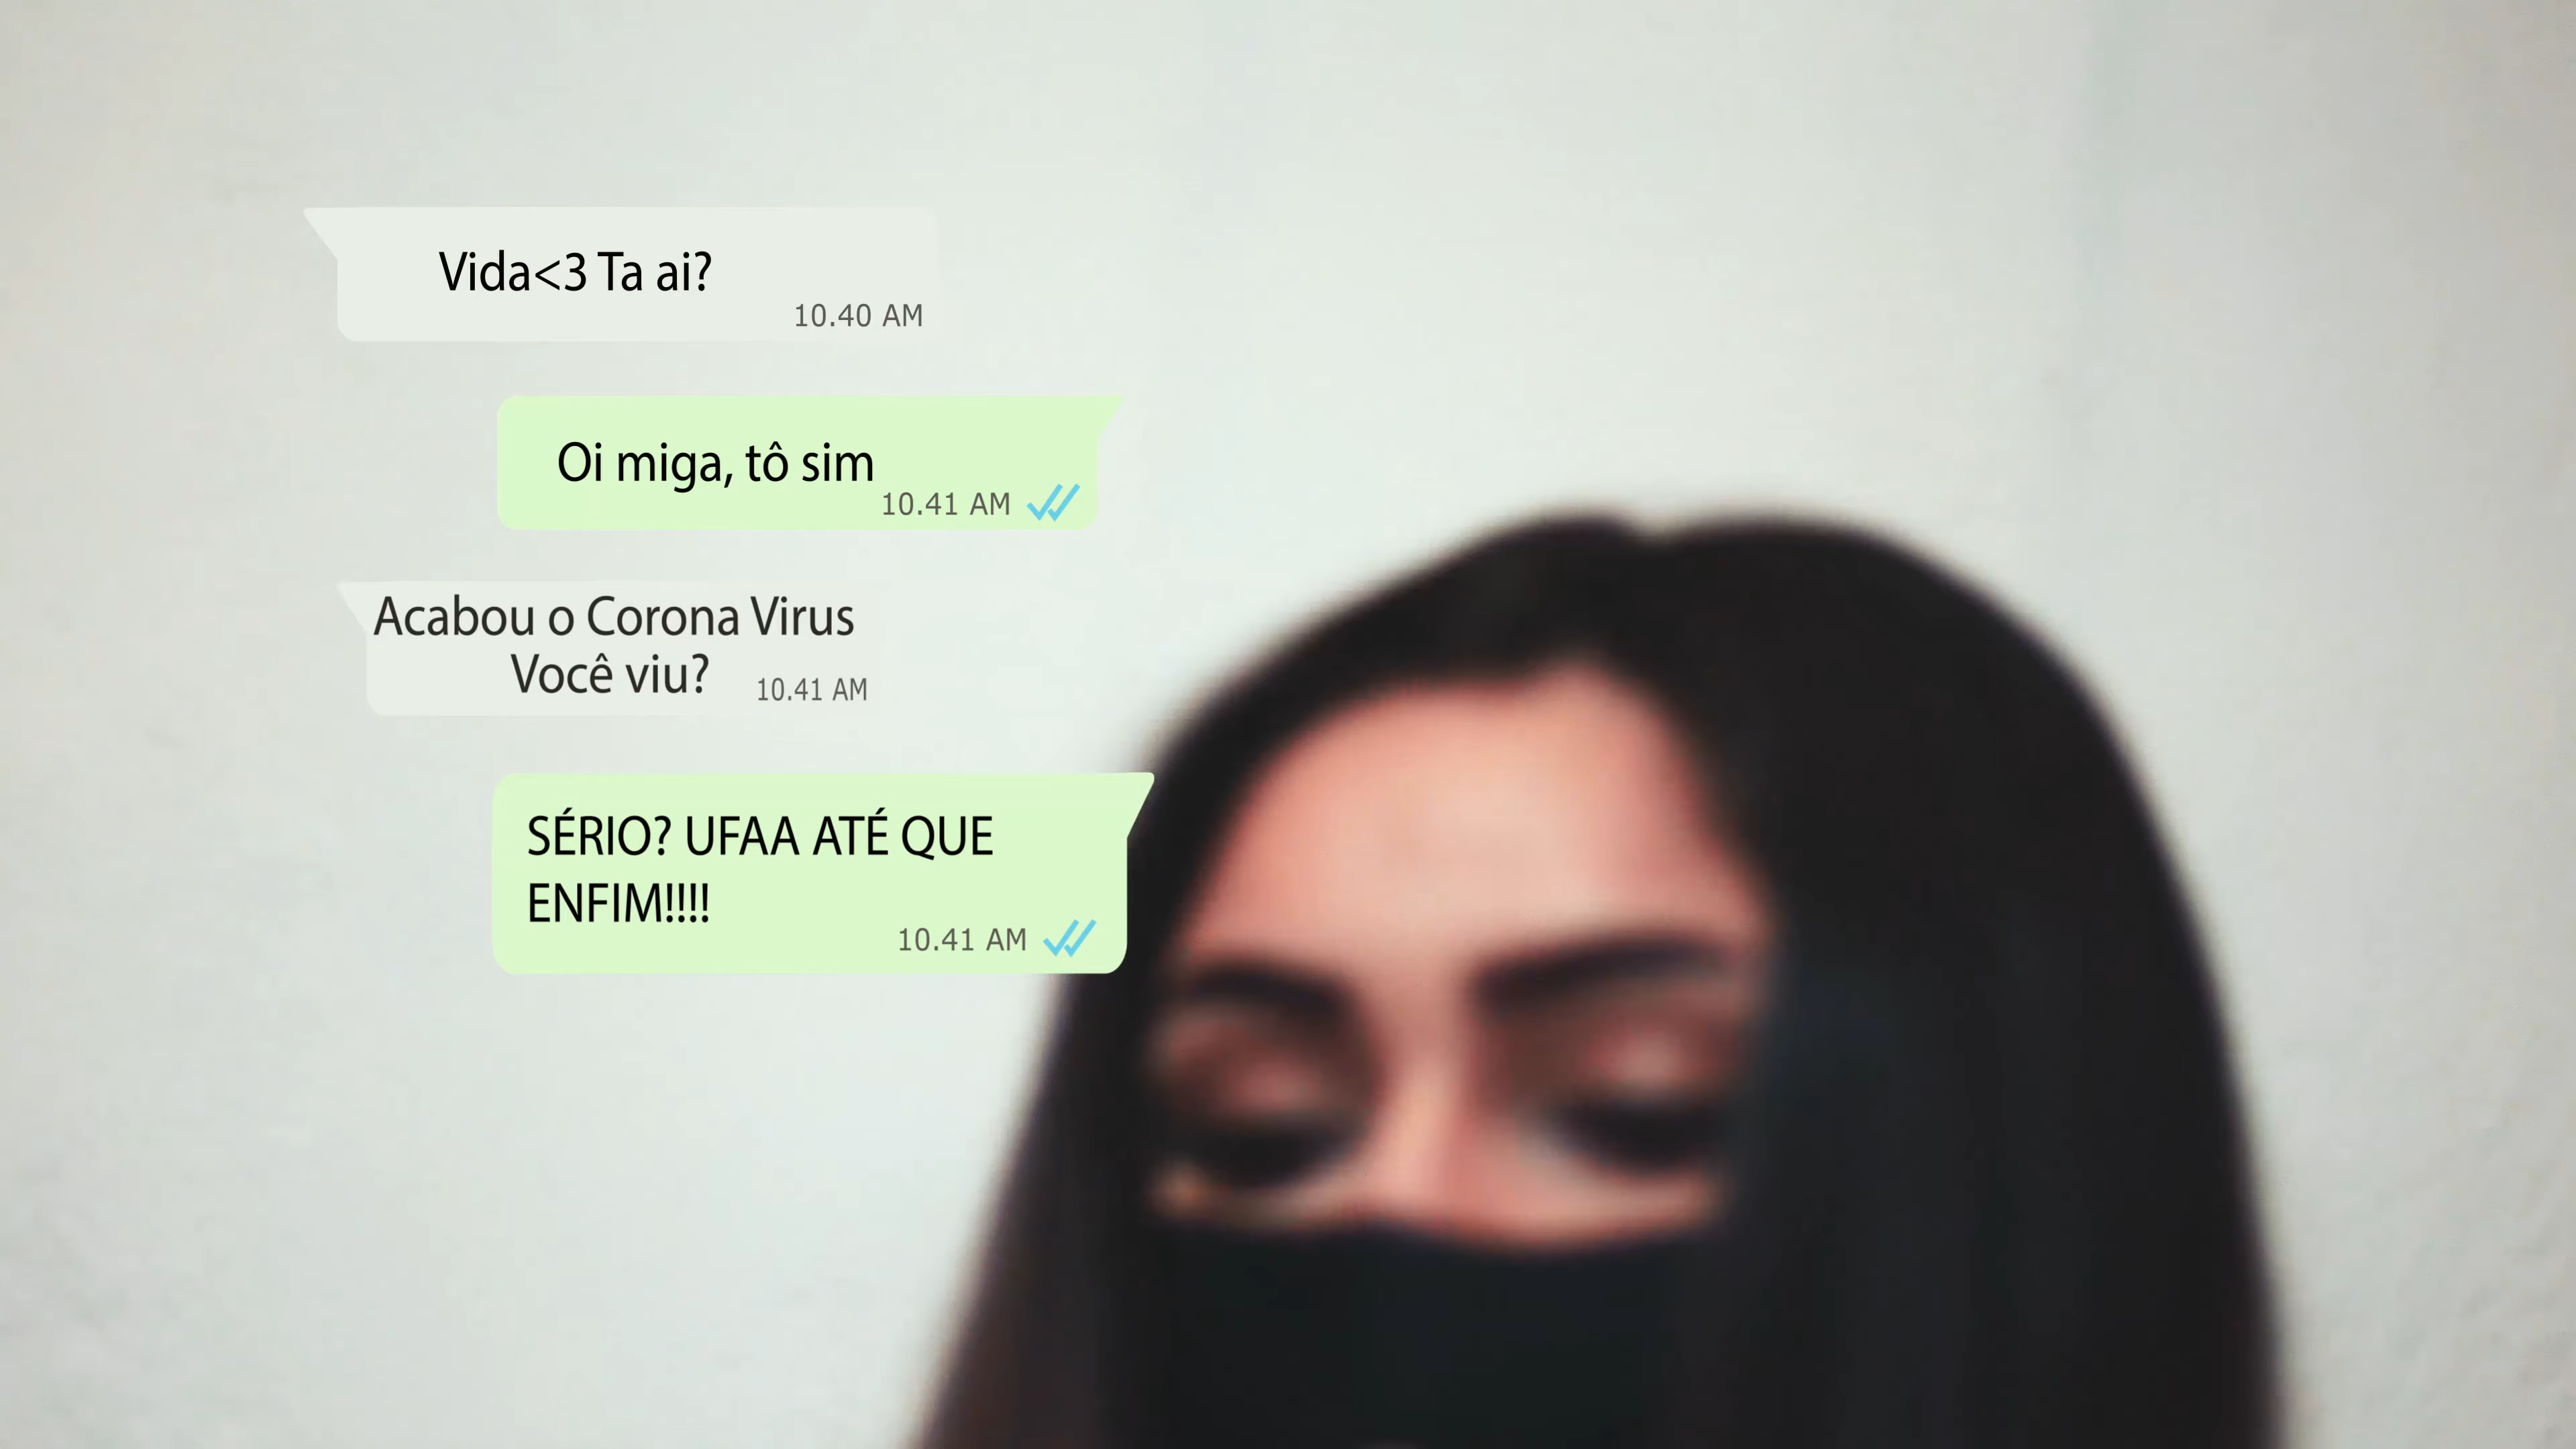 Vida<3 Ta ai?
10.40 AM
Oi miga, tô sim
10.41 AM
Acabou o Corona Virus
Você viu?
10.41 AM
SÉRIO? UFAA ATÉ QUE
ENFIM!!!!
10.41 AM